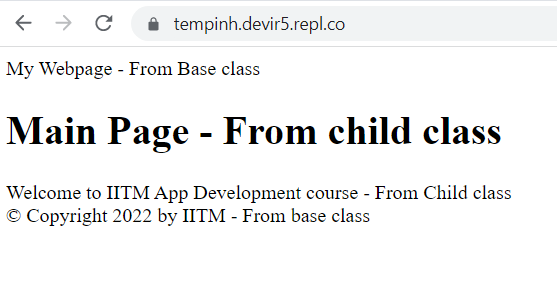 tempinh.devir5.repl.co
My Webpage - From Base class
Main Page - From child class
Welcome to IITM App Development course - From Child class
© Copyright 2022 by IITM - From base class